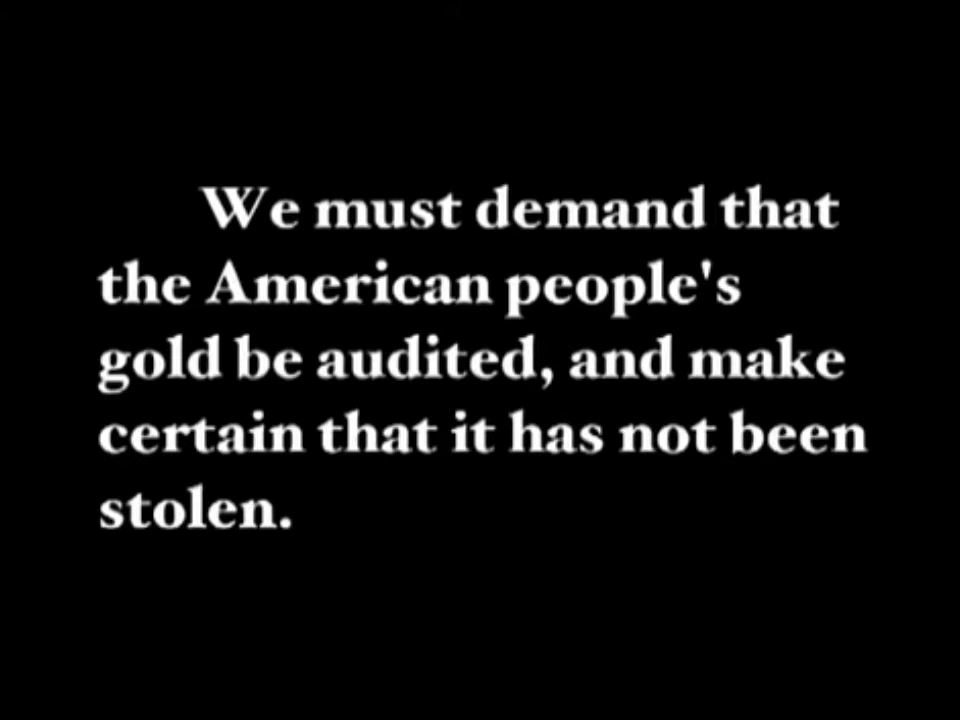 We must demand that
the American people's
gold be audited, and make
certain that it has not been
stolen.